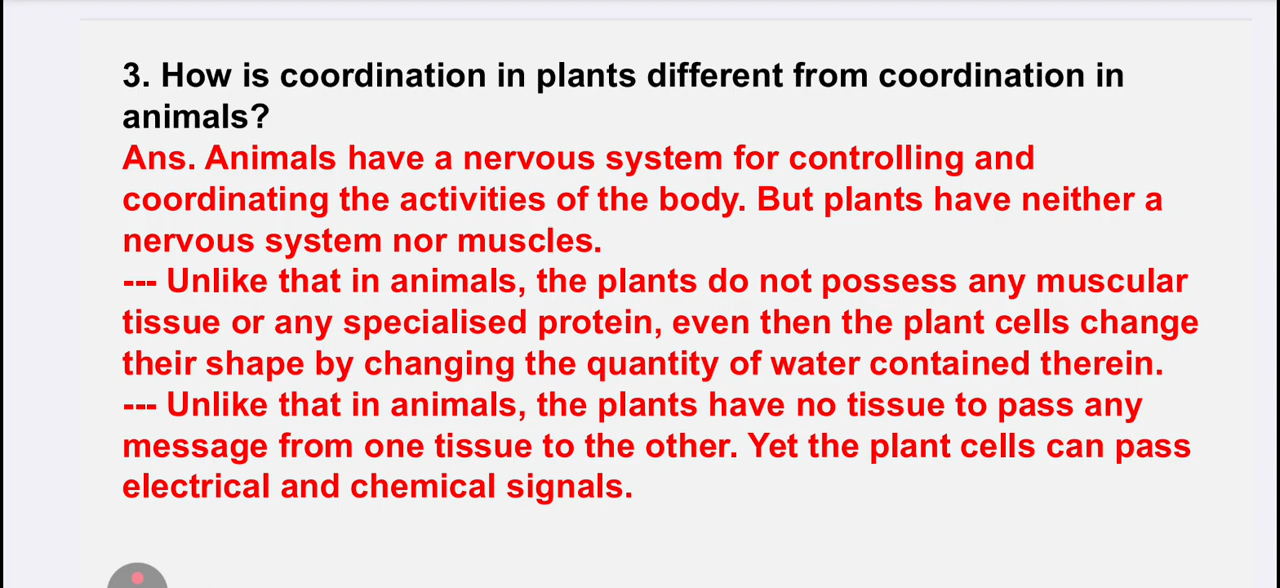 3. How is coordination in plants different from coordination in
animals?
Ans. Animals have a nervous system for controlling and
coordinating the activities of the body. But plants have neither a
nervous system nor muscles.
--- Unlike that in animals, the plants do not possess any muscular
tissue or any specialised protein, even then the plant cells change
their shape by changing the quantity of water contained therein.
--- Unlike that in animals, the plants have no tissue to pass any
message from one tissue to the other. Yet the plant cells can pass
electrical and chemical signals.